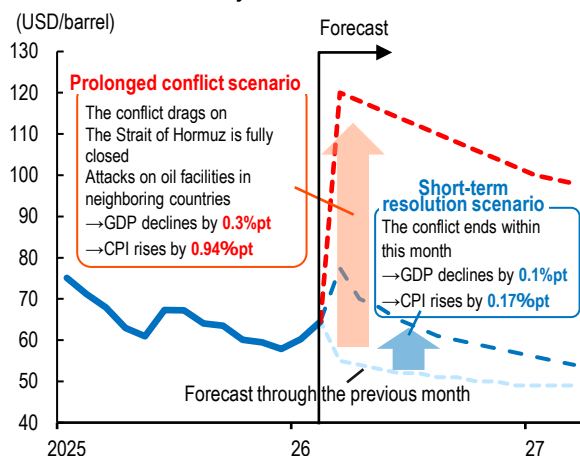 (USD/barrel)
Forecast
130
120
110
100
90
80
70
60
50
40
Prolonged conflict scenario
The conflict drags on
The Strait of Hormuz is fully
closed
Attacks on oil facilities in
neighboring countries
→GDP declines by 0.3%pt
→CPI rises by 0.94%pt
Short-term
resolution scenario
The conflict ends within
this month
→GDP declines by 0.1%pt
→CPI rises by 0.17%pt
Forecast through the previous month
2025
26
27